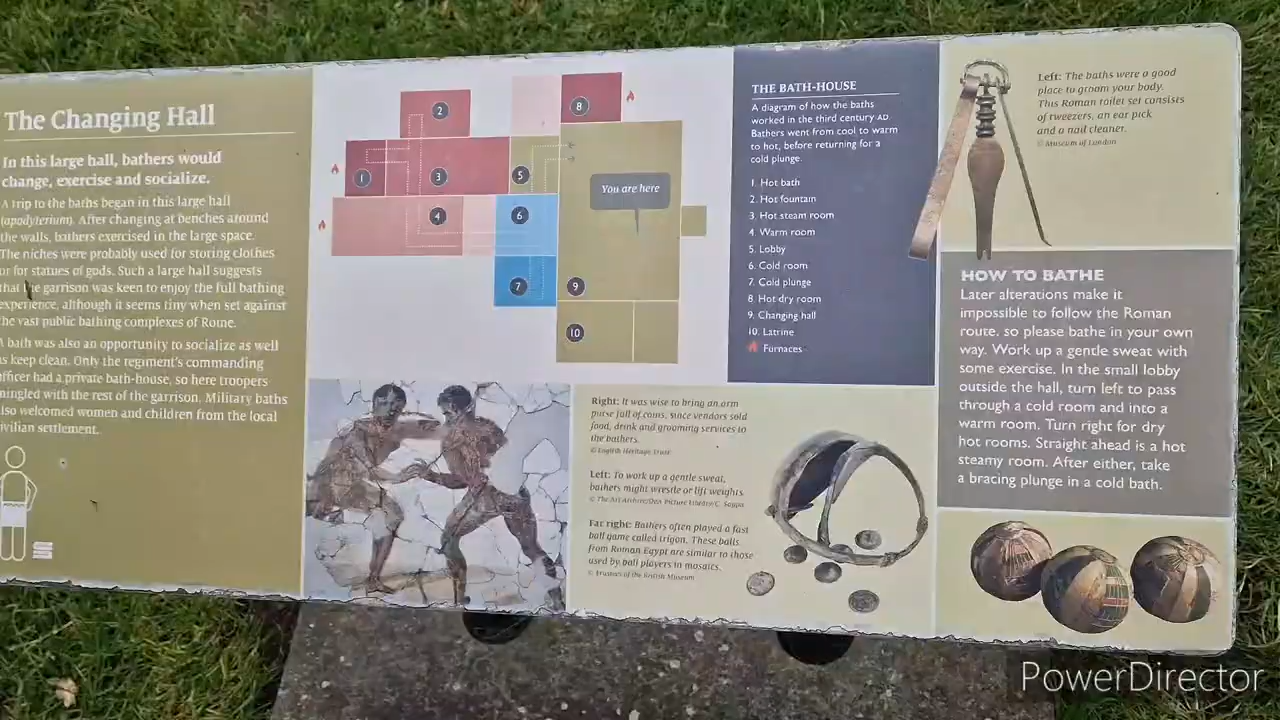 The Changing Hall
In this large hall, bathers would
change, exercise and socialize.
A trip to the baths began in this large hall
(apodyterium). After changing at benches around
the walls, bathers exercised in the large space.
The niches were probably used for storing clothes
or for statues of gods. Such a large hall suggests
that the garrison was keen to enjoy the full bathing
experience, although it seems tiny when set against
the vast public bathing complexes of Rome.
A bath was also an opportunity to socialize as well
as keep clean. Only the regiment's commanding
officer had a private bath-house, so here troopers
mingled with the rest of the garrison. Military baths
also welcomed women and children from the local
civilian settlement.
2
8
1
3
5
You are here
4
6
7
9
10
THE BATH-HOUSE
A diagram of how the baths
worked in the third century AD.
Bathers went from cool to warm
to hot, before returning for a
cold plunge.
1 Hot bath
2. Hot fountain
3. Hot steam room
4. Warm room
5. Lobby
6. Cold room
7. Cold plunge
8. Hot dry room
9. Changing hall
10. Latrine
Furnaces
Left: The baths were a good
place to groom your body.
This Roman toilet set consists
of tweezers, an ear pick
and a nail cleaner.
© Museum of London
HOW TO BATHE
Later alterations make it
impossible to follow the Roman
route, so please bathe in your own
way. Work up a gentle sweat with
some exercise. In the small lobby
outside the hall, turn left to pass
through a cold room and into a
warm room. Turn right for dry
hot rooms. Straight ahead is a hot
steamy room. After either, take
a bracing plunge in a cold bath.
Right: It was wise to bring an arm
purse full of coins, since vendors sold
food, drink and grooming services to
the bathers.
© English Heritage Trust
Left: To work up a gentle sweat,
bathers might wrestle or lift weights.
© The Art Archive/Dea Picture Library/C. Sappa
Far right: Bathers often played a fast
ball game called trigon. These balls
from Roman Egypt are similar to those
used by ball players in mosaics.
© Trustees of the British Museum
PowerDirector